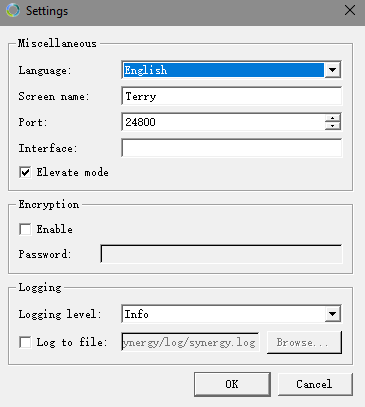 Settings
Miscellaneous
Language: English
Screen name: Terry
Port: 24800
Interface:
Elevate mode
Encryption
Enable
Password:
Logging
Logging level: Info
Log to file: ynergy/log/synergy.log Browse...
OK Cancel